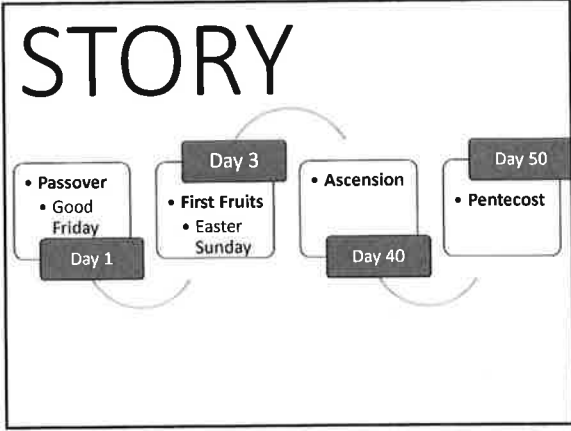 STORY
• Passover
• Good
Friday
Day 1
Day 3
• First Fruits
• Easter
Sunday
• Ascension
Day 40
Day 50
• Pentecost